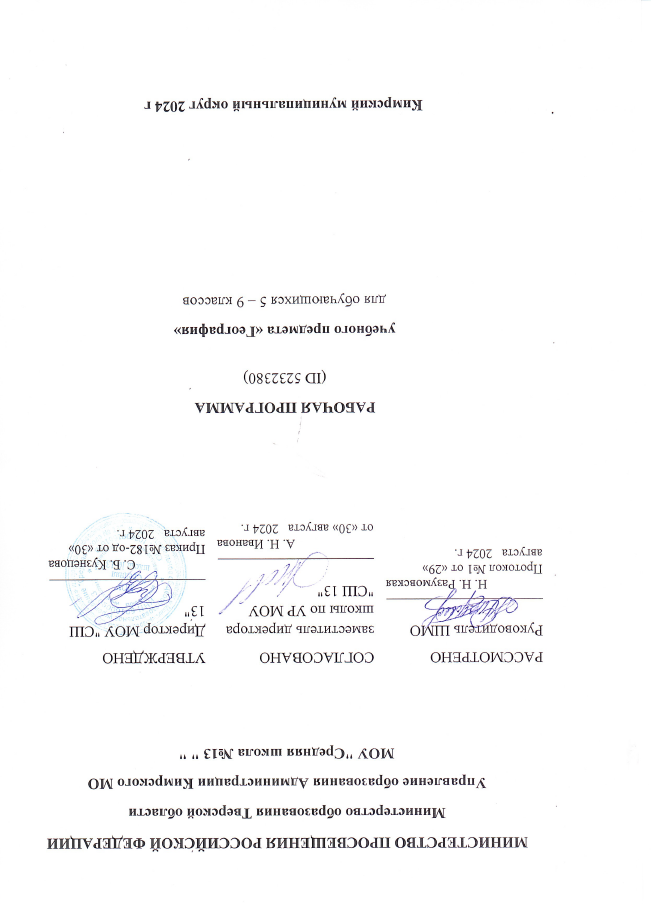 МИНИСТЕРСТВО ПРОСВЕЩЕНИЯ РОССИЙСКОЙ ФЕДЕРАЦИИ
Министерство образования Тверской области
Управление образования Администрации Кимрского МО
МОУ "Средняя школа №13 " "
РАССМОТРЕНО
Руководитель ШМО
Н. Н. Разумовская
Протокол №1 от «29»
августа 2024 г.
СОГЛАСОВАНО
заместитель директора
школы по УР МОУ
"СШ 13"
А. Н. Иванова
от «30» августа 2024 г.
УТВЕРЖДЕНО
Директор МОУ "СШ
13"
С. Б. Кузнецова
Приказ №182-од от «30»
августа 2024 г.
РАБОЧАЯ ПРОГРАММА
(ID 5232380)
учебного предмета «География»
для обучающихся 5 – 9 классов
Кимрский муниципальный округ 2024 г